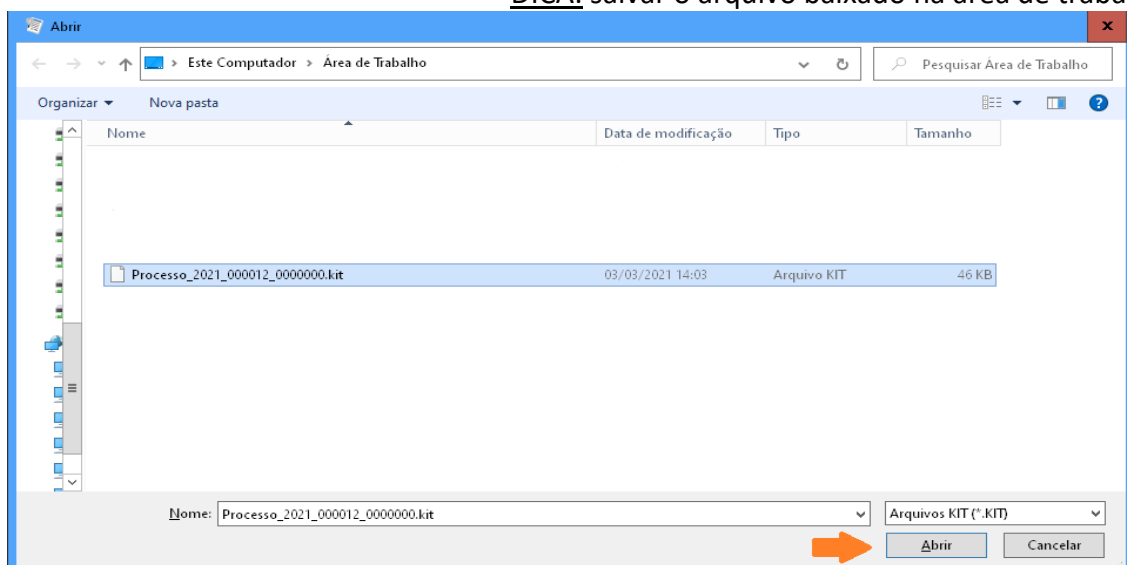 DICA: salvar o arquivo baixado na área de traba
Abrir
Este Computador > Área de Trabalho
Pesquisar Área de Trabalho
Organizar Nova pasta
Nome Data de modificação Tipo Tamanho
Processo_2021_000012_0000000.kit 03/03/2021 14:03 Arquivo KIT 46 KB
Nome: Processo_2021_000012_0000000.kit Arquivos KIT (*.KIT)
Abrir Cancelar